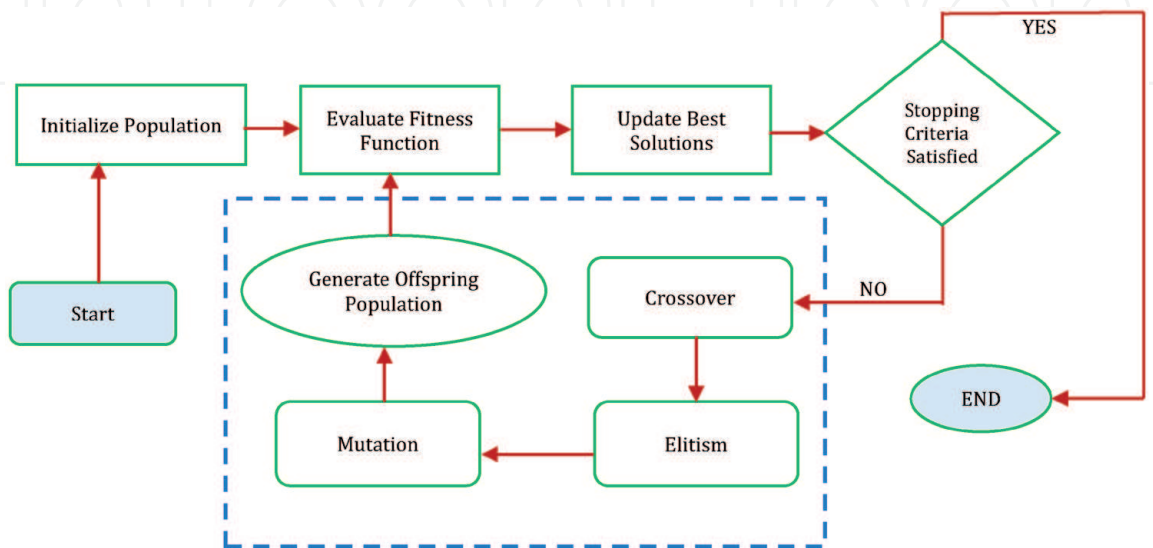 YES
Initialize Population
Evaluate Fitness
Function
Update Best
Solutions
Stopping
Criteria
Satisfied
Start
Generate Offspring
Population
Crossover
NO
Mutation
Elitism
END